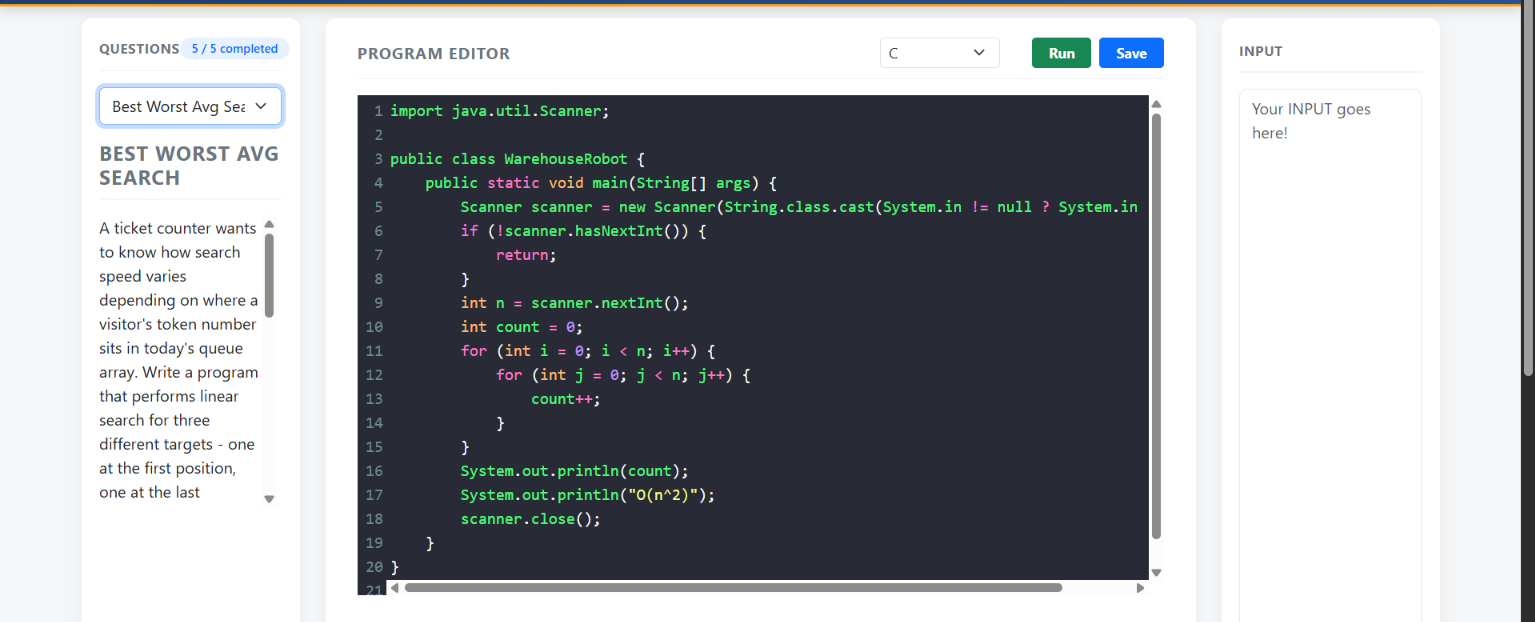 QUESTIONS 5 / 5 completed
Best Worst Avg Sea
BEST WORST AVG
SEARCH
A ticket counter wants
to know how search
speed varies
depending on where a
visitor's token number
sits in today's queue
array. Write a program
that performs linear
search for three
different targets - one
at the first position,
one at the last
PROGRAM EDITOR
C
Run
Save
1 import java.util.Scanner;
2
3 public class WarehouseRobot {
4     public static void main(String[] args) {
5         Scanner scanner = new Scanner(String.class.cast(System.in != null ? System.in
6         if (!scanner.hasNextInt()) {
7             return;
8         }
9         int n = scanner.nextInt();
10         int count = 0;
11         for (int i = 0; i < n; i++) {
12             for (int j = 0; j < n; j++) {
13                 count++;
14             }
15         }
16         System.out.println(count);
17         System.out.println("O(n^2)");
18         scanner.close();
19     }
20 }
21
INPUT
Your INPUT goes
here!